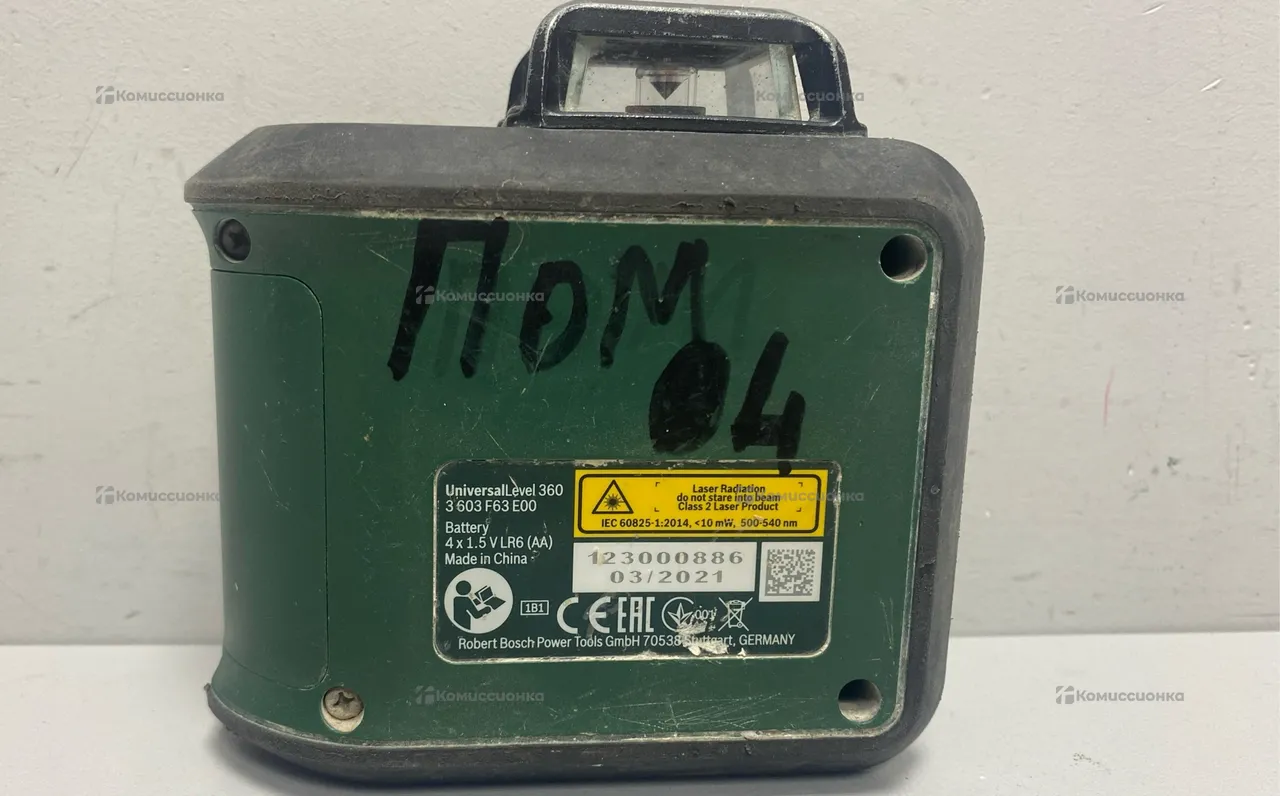 Пом
04
UniversalLevel 360
3 603 F63 E00
Battery
4 x 1.5 V LR6 (AA)
Made in China
Laser Radiation
do not stare into beam
Class 2 Laser Product
IEC 60825-1:2014, <10 mW, 500-540 nm
123000886
03/2021
1B1
CE EAC
001
Robert Bosch Power Tools GmbH 70538 Stuttgart, GERMANY
Комиссионка
Комиссионка
Комиссионка
Комиссионка
Комиссионка
Комиссионка
Комиссионка
Комиссионка